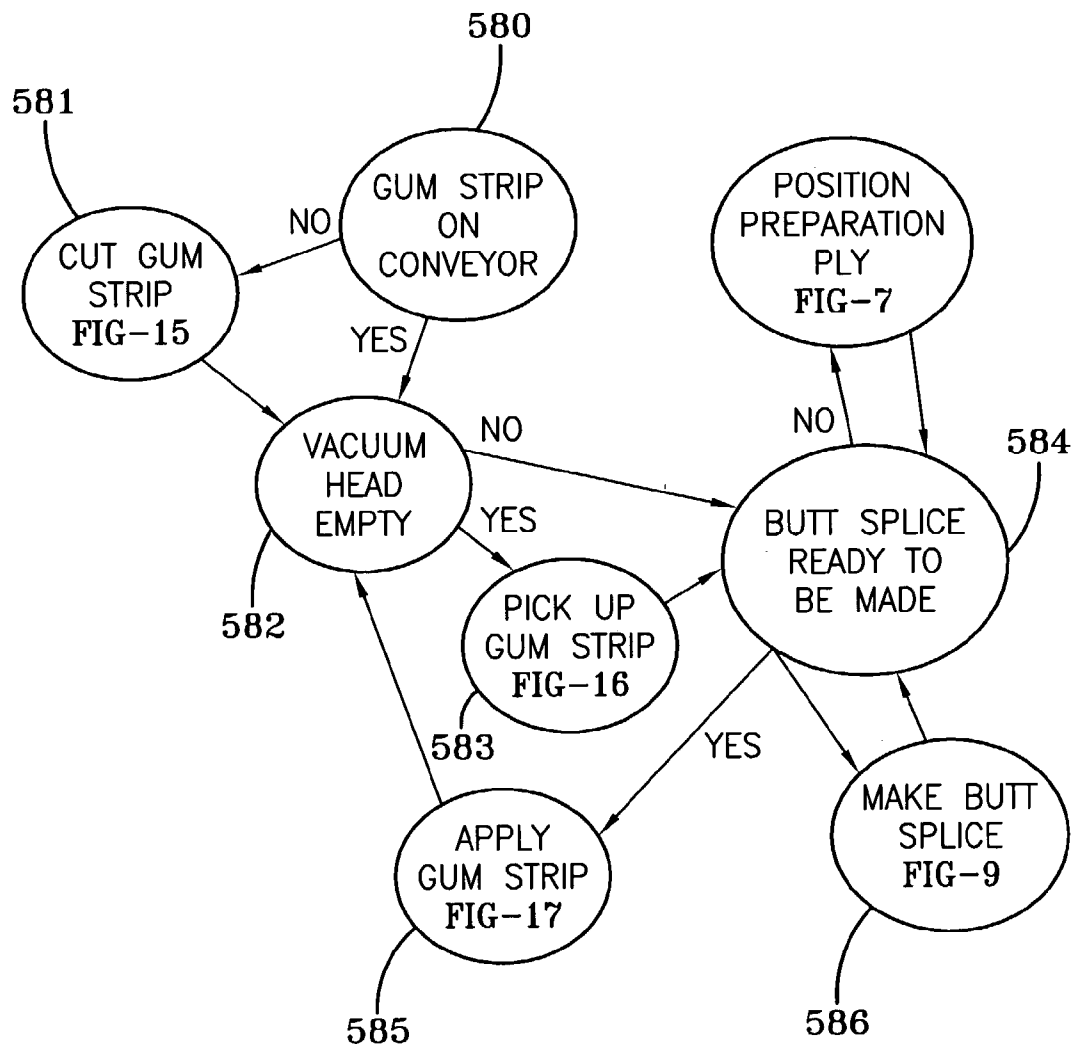 580
581
GUM STRIP
ON
CONVEYOR
NO
YES
CUT GUM
STRIP
FIG-15
POSITION
PREPARATION
PLY
FIG-7
NO
584
VACUUM
HEAD
EMPTY
NO
YES
582
BUTT SPLICE
READY TO
BE MADE
PICK UP
GUM STRIP
FIG-16
583
YES
APPLY
GUM STRIP
FIG-17
585
MAKE BUTT
SPLICE
FIG-9
586